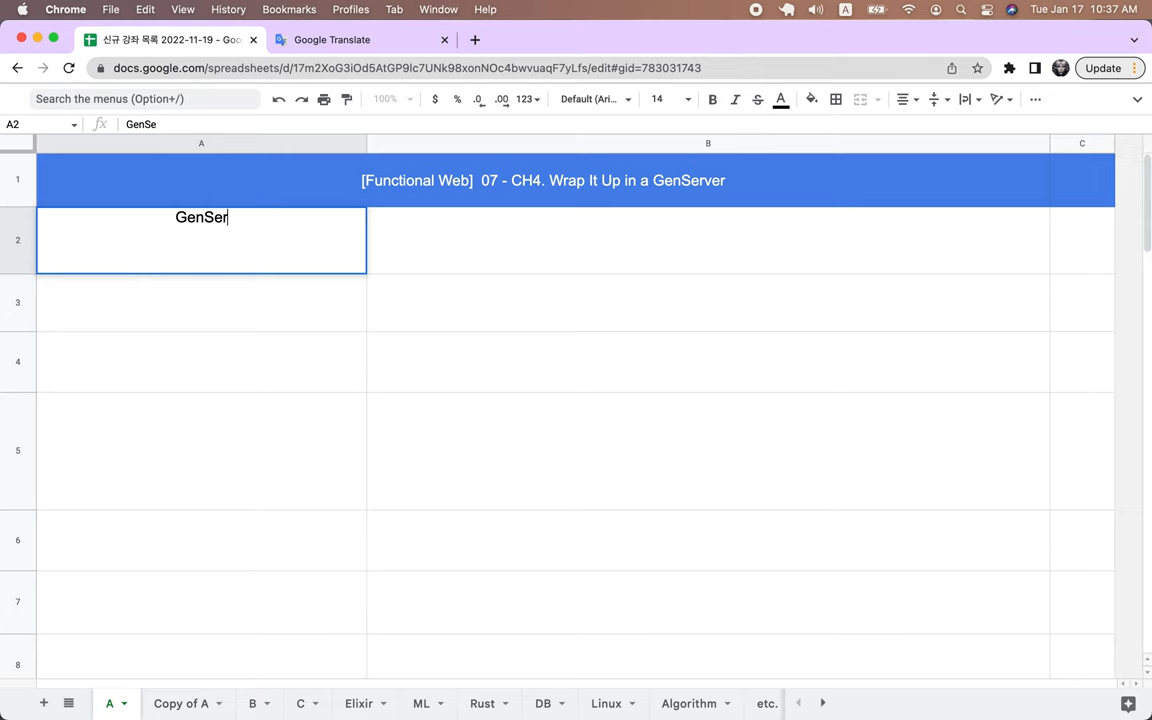 Chrome File Edit View History Bookmarks Profiles Tab Window Help A Tue Jan 17 10:37 AM
신규 강좌 목록 2022-11-19 - Goo Google Translate
docs.google.com/spreadsheets/d/17m2XoG3iOd5AtGP9lc7UNk98xonNOc4bwvuaqF7yLfs/edit#gid=783031743 Update
Search the menus (Option+/) 100% $ % .0 .00 123 Default (Ari... 14 B I S A
A2 fx GenSe
A B C
1 [Functional Web] 07 - CH4. Wrap It Up in a GenServer
2 GenSer
3
4
5
6
7
8
A Copy of A B C Elixir ML Rust DB Linux Algorithm etc.